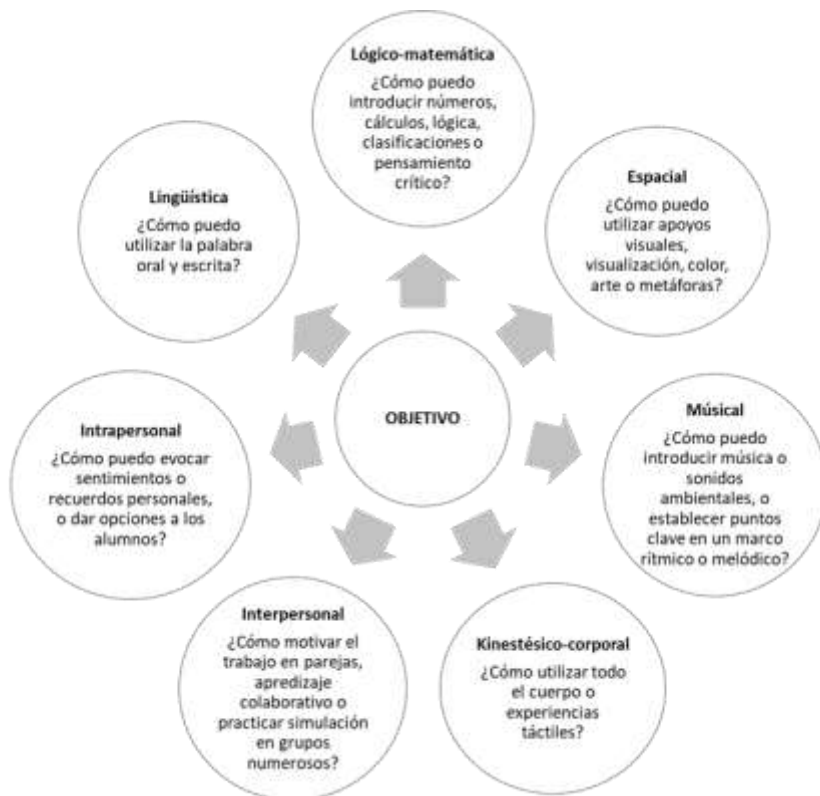 Lógico-matemática
¿Cómo puedo
introducir números,
cálculos, lógica,
clasificaciones o
pensamiento
crítico?
Espacial
¿Cómo puedo
utilizar apoyos
visuales,
visualización, color,
arte o metáforas?
Músical
¿Cómo puedo
introducir música o
sonidos
ambientales, o
establecer puntos
clave en un marco
rítmico o melódico?
Kinestésico-corporal
¿Cómo utilizar todo
el cuerpo o
experiencias
táctiles?
Interpersonal
¿Cómo motivar el
trabajo en parejas,
apredizaje
colaborativo o
practicar simulación
en grupos
numerosos?
Intrapersonal
¿Cómo puedo evocar
sentimientos o
recuerdos personales,
o dar opciones a los
alumnos?
Lingüística
¿Cómo puedo
utilizar la palabra
oral y escrita?
OBJETIVO